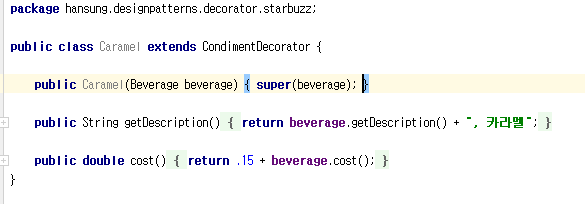 package hansung.designpatterns.decorator.starbuzz;
public class Caramel extends CondimentDecorator {
public Caramel(Beverage beverage) { super(beverage); }
public String getDescription() { return beverage.getDescription() + ", 카라멜"; }
public double cost() { return .15 + beverage.cost(); }
}